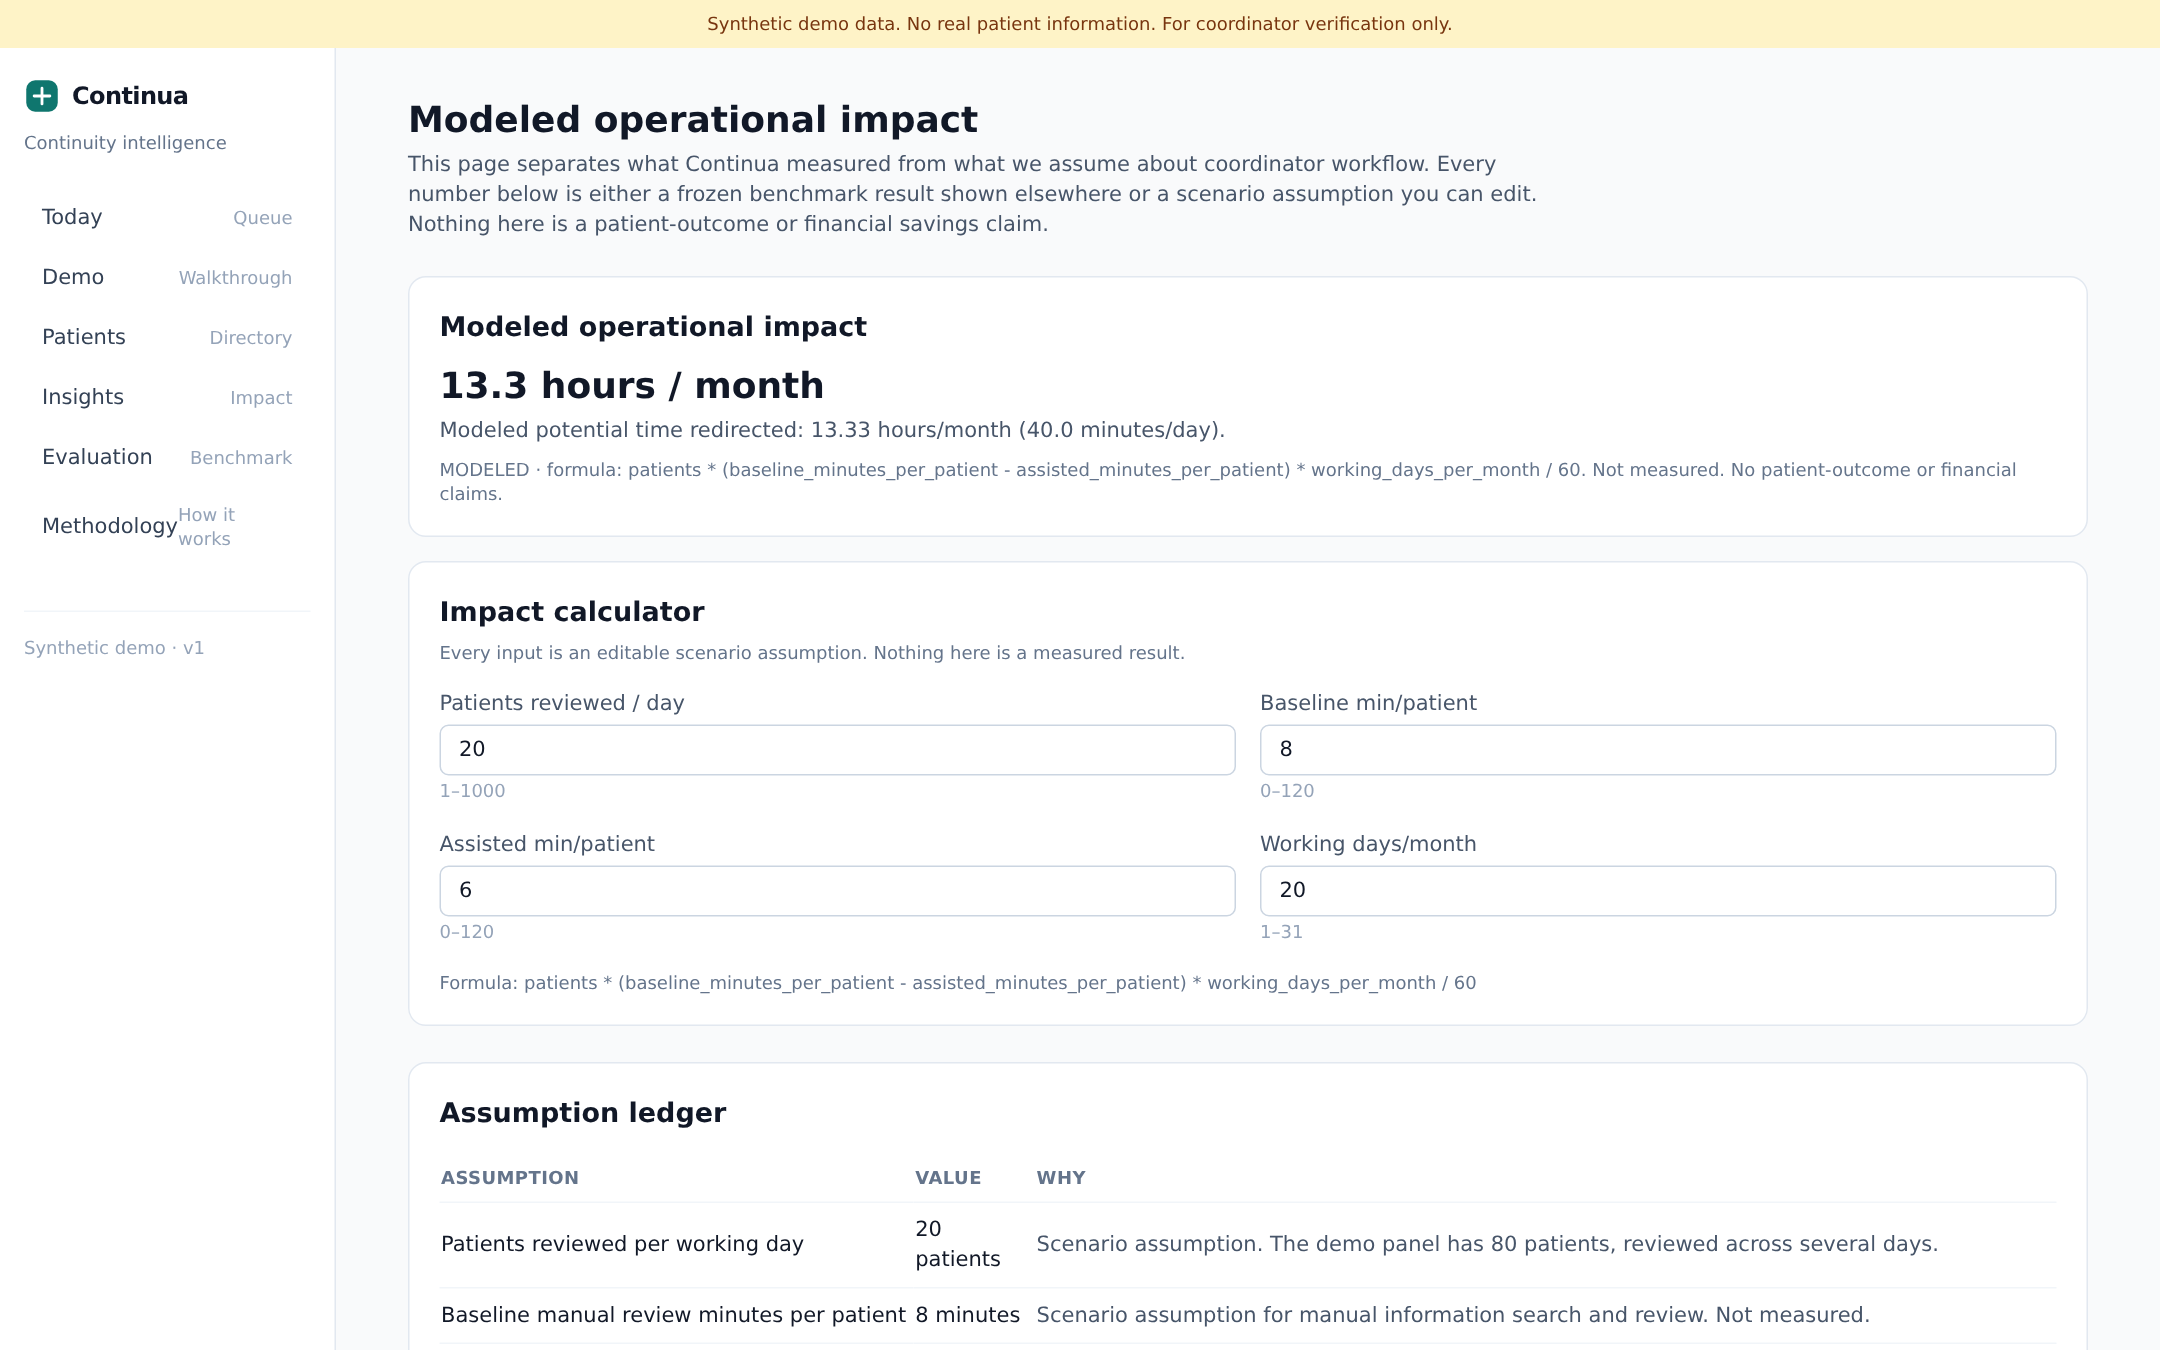 Synthetic demo data. No real patient information. For coordinator verification only.
Continua
Continuity intelligence
Today Queue
Demo Walkthrough
Patients Directory
Insights Impact
Evaluation Benchmark
Methodology How it works
Synthetic demo · v1
Modeled operational impact
This page separates what Continua measured from what we assume about coordinator workflow. Every
number below is either a frozen benchmark result shown elsewhere or a scenario assumption you can edit.
Nothing here is a patient-outcome or financial savings claim.
Modeled operational impact
13.3 hours / month
Modeled potential time redirected: 13.33 hours/month (40.0 minutes/day).
MODELED · formula: patients * (baseline_minutes_per_patient - assisted_minutes_per_patient) * working_days_per_month / 60. Not measured. No patient-outcome or financial
claims.
Impact calculator
Every input is an editable scenario assumption. Nothing here is a measured result.
Patients reviewed / day
20
1–1000
Baseline min/patient
8
0–120
Assisted min/patient
6
0–120
Working days/month
20
1–31
Formula: patients * (baseline_minutes_per_patient - assisted_minutes_per_patient) * working_days_per_month / 60
Assumption ledger
ASSUMPTION VALUE WHY
Patients reviewed per working day 20 patients Scenario assumption. The demo panel has 80 patients, reviewed across several days.
Baseline manual review minutes per patient 8 minutes Scenario assumption for manual information search and review. Not measured.